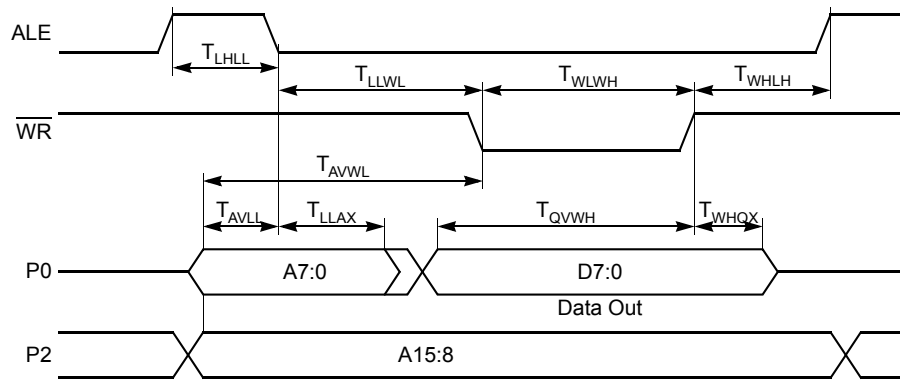 ALE
T_LHLL
T_LLWL T_WLWH T_WHLH
WR
T_AVWL
T_AVLL T_LLAX T_QVWH T_WHQX
P0 A7:0 D7:0
Data Out
P2 A15:8